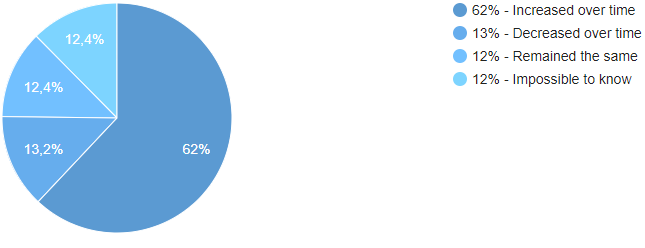 62% - Increased over time
13% - Decreased over time
12% - Remained the same
12% - Impossible to know
12,4%
12,4%
13,2%
62%